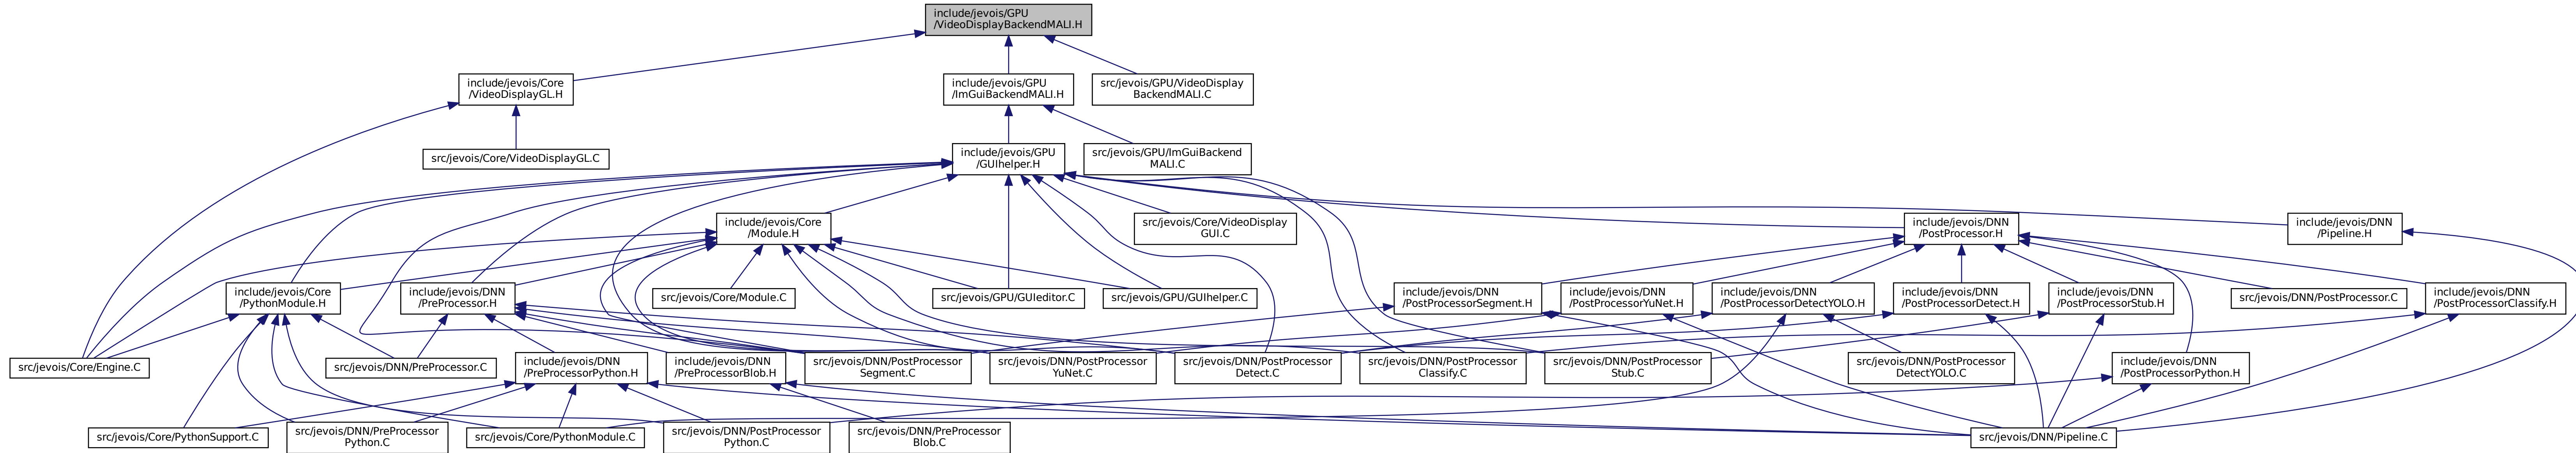 include/jevois/GPU
/VideoDisplayBackendMALI.H
include/jevois/Core
/VideoDisplayGL.H
include/jevois/GPU
/ImGuiBackendMALI.H
src/jevois/GPU/VideoDisplay
BackendMALI.C
src/jevois/Core/VideoDisplayGL.C
include/jevois/GPU
/GUIhelper.H
src/jevois/GPU/ImGuiBackend
MALI.C
include/jevois/Core
/Module.H
src/jevois/Core/VideoDisplay
GUI.C
include/jevois/DNN
/PostProcessor.H
include/jevois/DNN
/Pipeline.H
include/jevois/Core
/PythonModule.H
include/jevois/DNN
/PreProcessor.H
src/jevois/Core/Module.C
src/jevois/GPU/GUIeditor.C
src/jevois/GPU/GUIhelper.C
include/jevois/DNN
/PostProcessorSegment.H
include/jevois/DNN
/PostProcessorYuNet.H
include/jevois/DNN
/PostProcessorDetectYOLO.H
include/jevois/DNN
/PostProcessorDetect.H
include/jevois/DNN
/PostProcessorStub.H
src/jevois/DNN/PostProcessor.C
include/jevois/DNN
/PostProcessorClassify.H
src/jevois/Core/Engine.C
src/jevois/DNN/PreProcessor.C
include/jevois/DNN
/PreProcessorPython.H
include/jevois/DNN
/PreProcessorBlob.H
src/jevois/DNN/PostProcessor
Segment.C
src/jevois/DNN/PostProcessor
YuNet.C
src/jevois/DNN/PostProcessor
Detect.C
src/jevois/DNN/PostProcessor
Classify.C
src/jevois/DNN/PostProcessor
Stub.C
src/jevois/DNN/PostProcessor
DetectYOLO.C
include/jevois/DNN
/PostProcessorPython.H
src/jevois/Core/PythonSupport.C
src/jevois/DNN/PreProcessor
Python.C
src/jevois/Core/PythonModule.C
src/jevois/DNN/PostProcessor
Python.C
src/jevois/DNN/PreProcessor
Blob.C
src/jevois/DNN/Pipeline.C